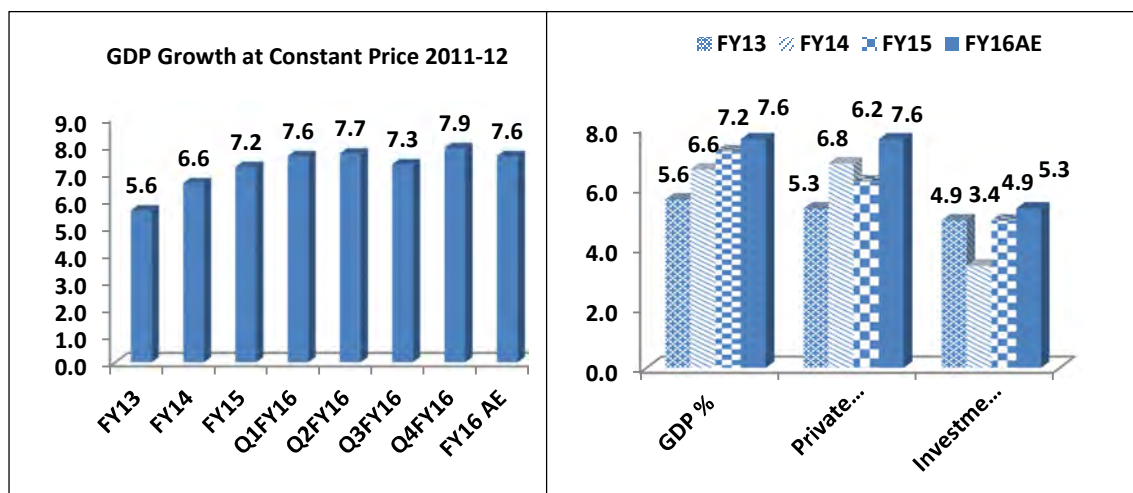 GDP Growth at Constant Price 2011-12
9.0
8.0
7.0
6.0
5.0
4.0
3.0
2.0
1.0
0.0
5.6
6.6
7.2
7.6
7.7
7.3
7.9
7.6
FY13
FY14
FY15
Q1FY16
Q2FY16
Q3FY16
Q4FY16
FY16 AE
FY13 FY14 FY15 FY16AE
8.0
6.0
4.0
2.0
0.0
5.6 6.6 7.2 7.6
5.3 6.8 6.2 7.6
4.9 3.4 4.9 5.3
GDP %
Private...
Investme...